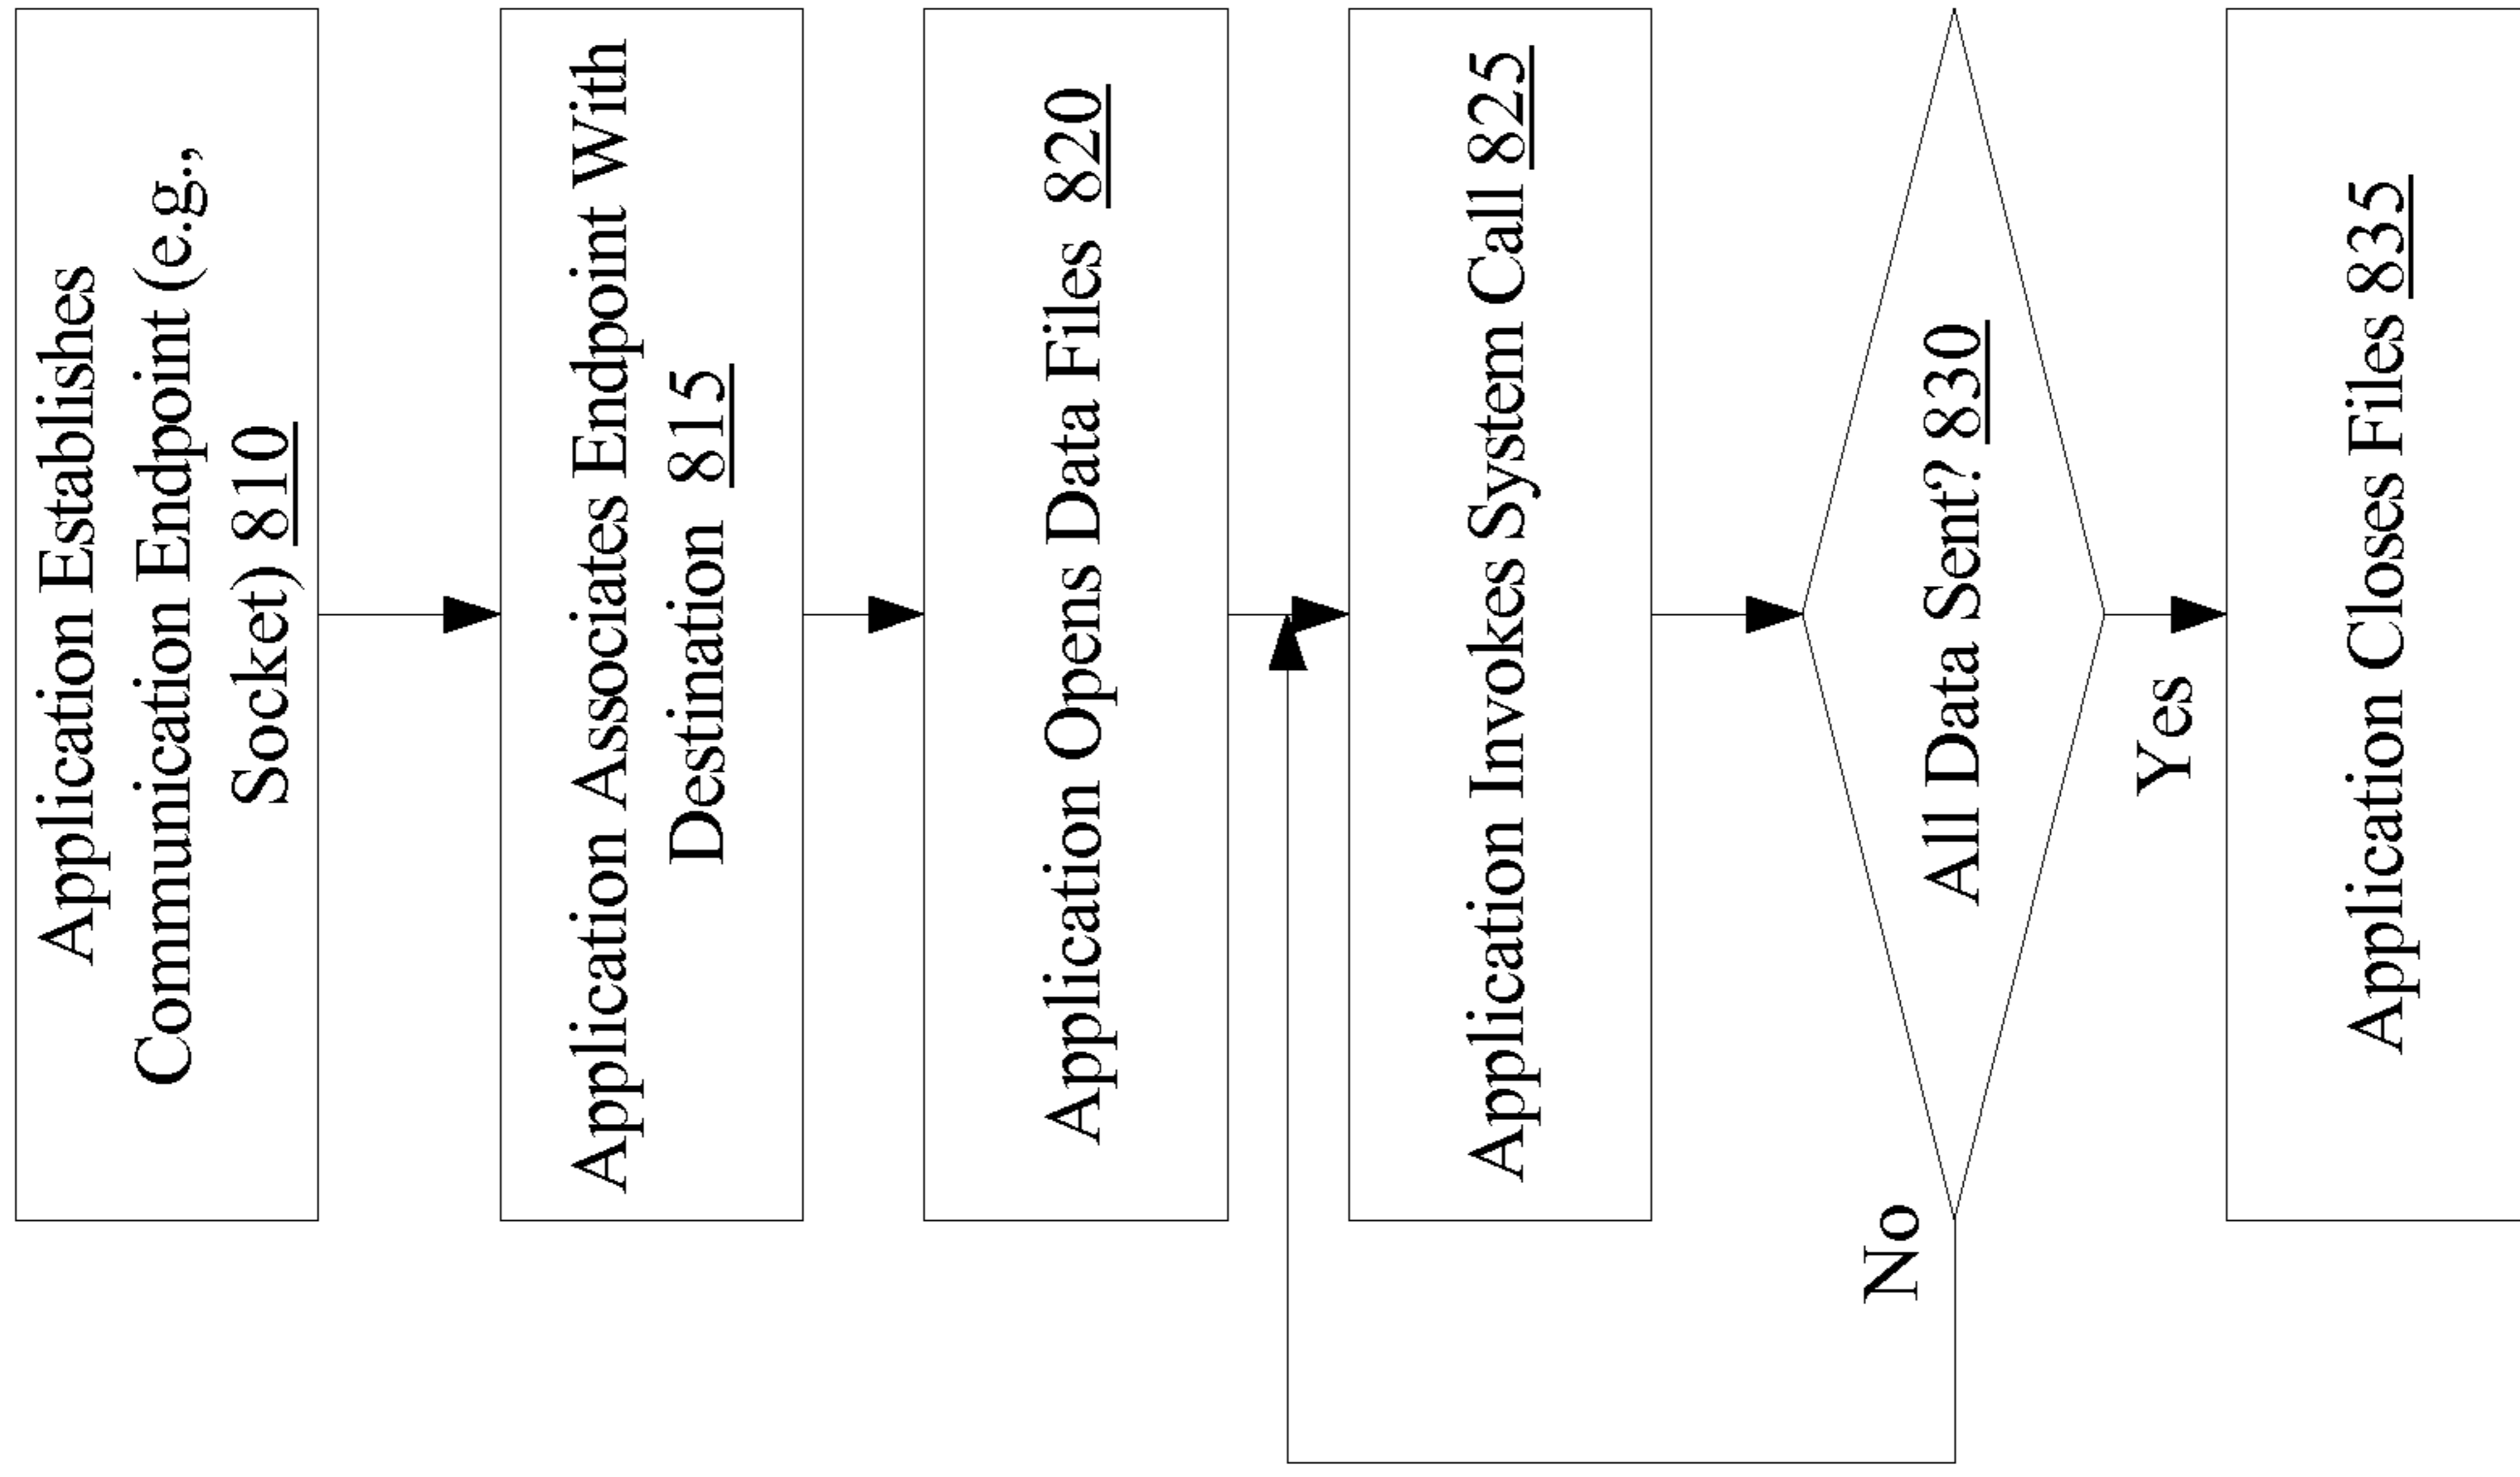 Application Establishes
Communication Endpoint (e.g.,
Socket) 810
Application Associates Endpoint With
Destination 815
Application Opens Data Files 820
Application Invokes System Call 825
All Data Sent? 830
No
Yes
Application Closes Files 835